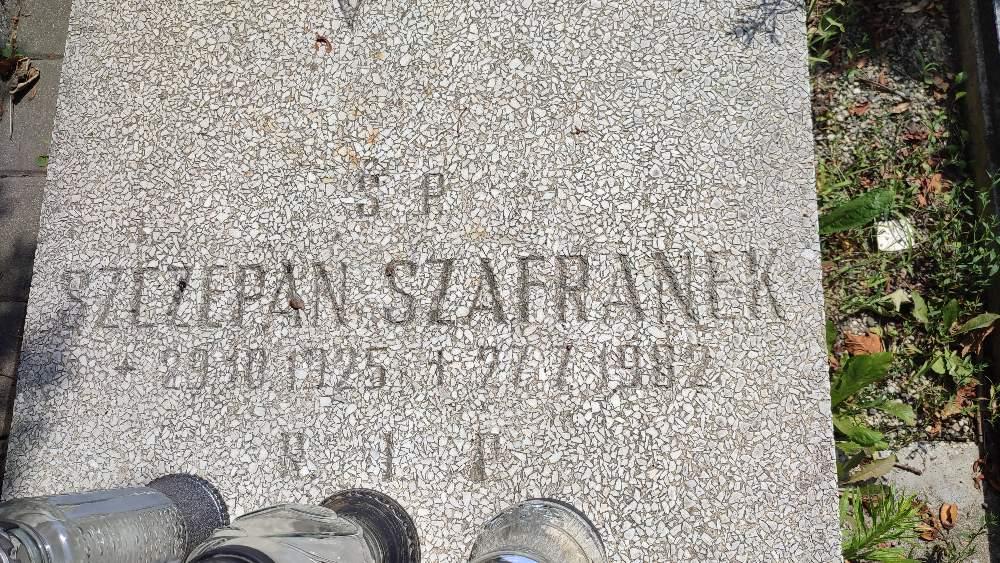 Ś. P.
SZCZEPAN SZAFRANEK
* 29.10.1925 † 27.7.1982
R I P